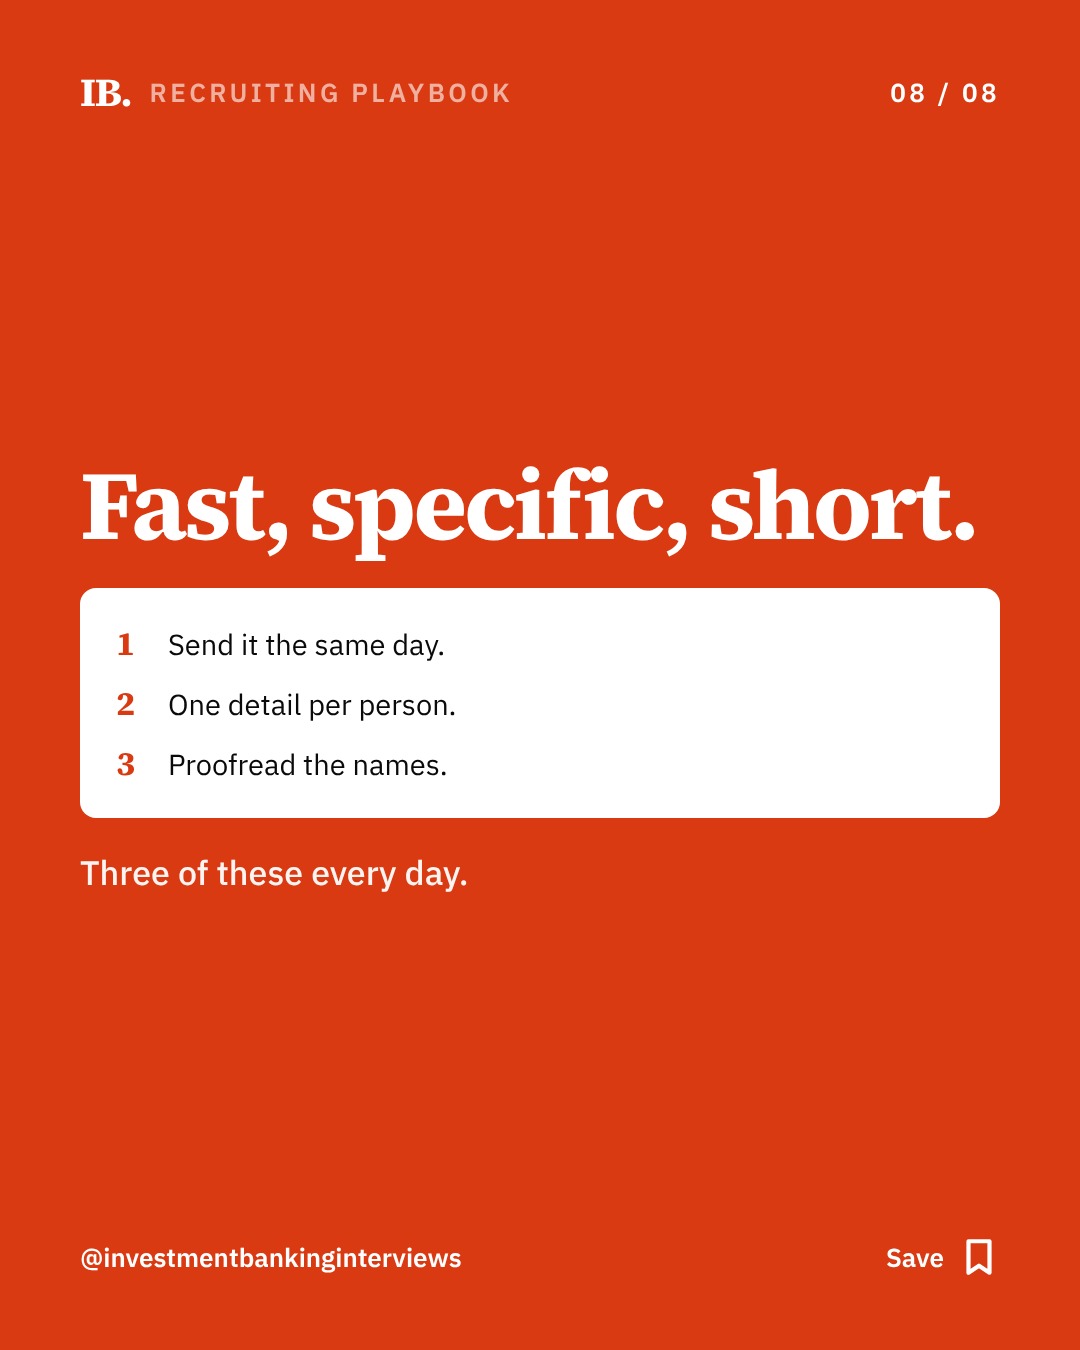 IB. RECRUITING PLAYBOOK 08 / 08
Fast, specific, short.
1 Send it the same day.
2 One detail per person.
3 Proofread the names.
Three of these every day.
@investmentbankinginterviews Save